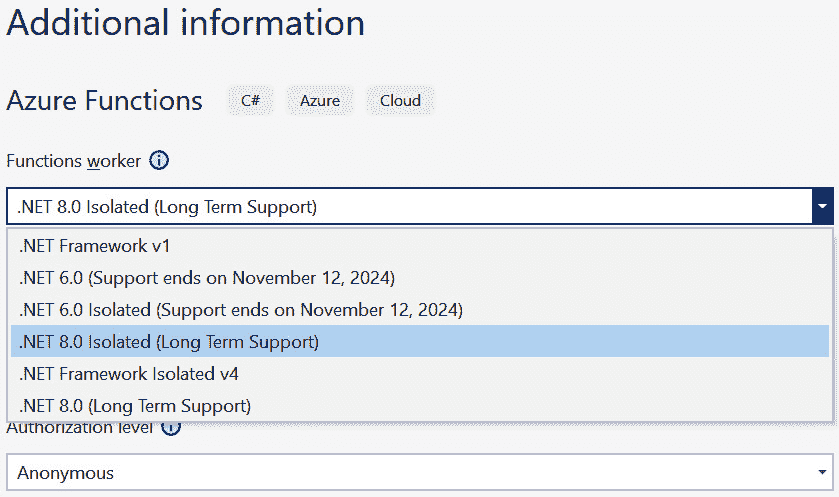 Additional information
Azure Functions C# Azure Cloud
Functions worker
.NET 8.0 Isolated (Long Term Support)
.NET Framework v1
.NET 6.0 (Support ends on November 12, 2024)
.NET 6.0 Isolated (Support ends on November 12, 2024)
.NET 8.0 Isolated (Long Term Support)
.NET Framework Isolated v4
.NET 8.0 (Long Term Support)
Authorization level
Anonymous